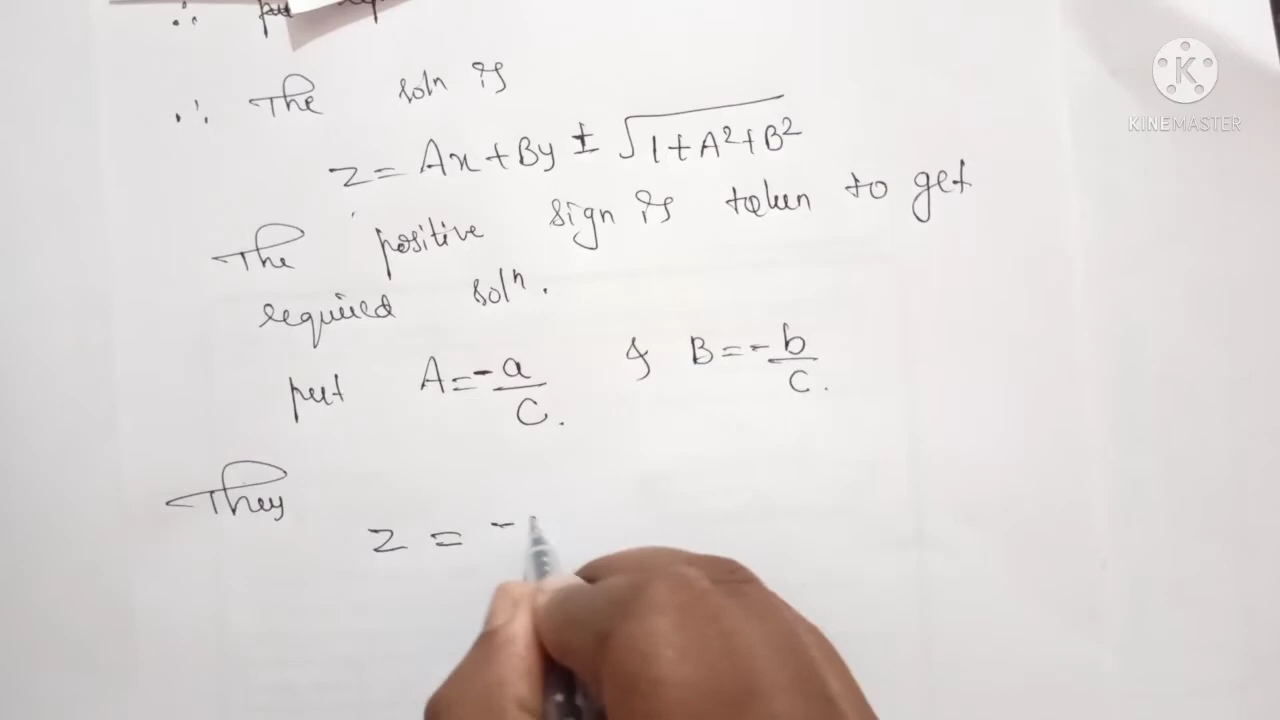 ∴ The soln is
z = Ax + By ± √1+A²+B²
The positive sign is taken to get
required solⁿ.
put A = -a/c. & B = -b/c.
They
z = -
KINEMASTER